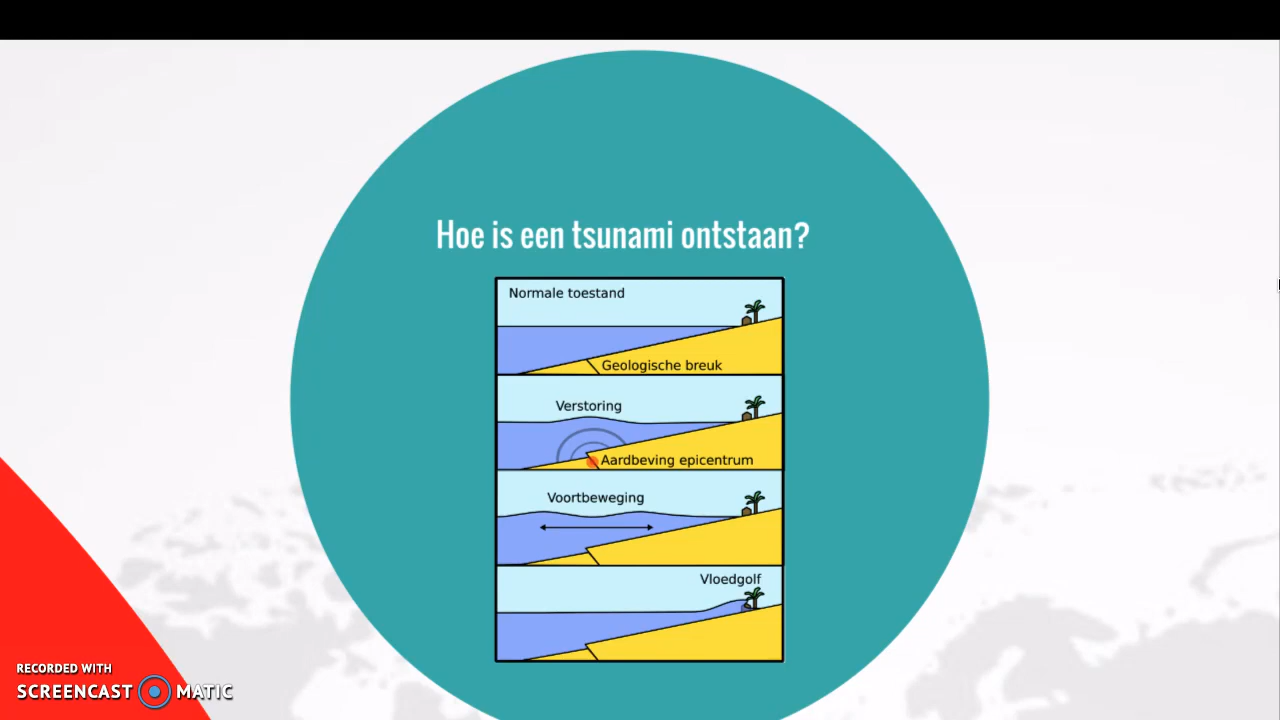 Hoe is een tsunami ontstaan?
Normale toestand
Geologische breuk
Verstoring
Aardbeving epicentrum
Voortbeweging
Vloedgolf
RECORDED WITH
SCREENCAST MATIC